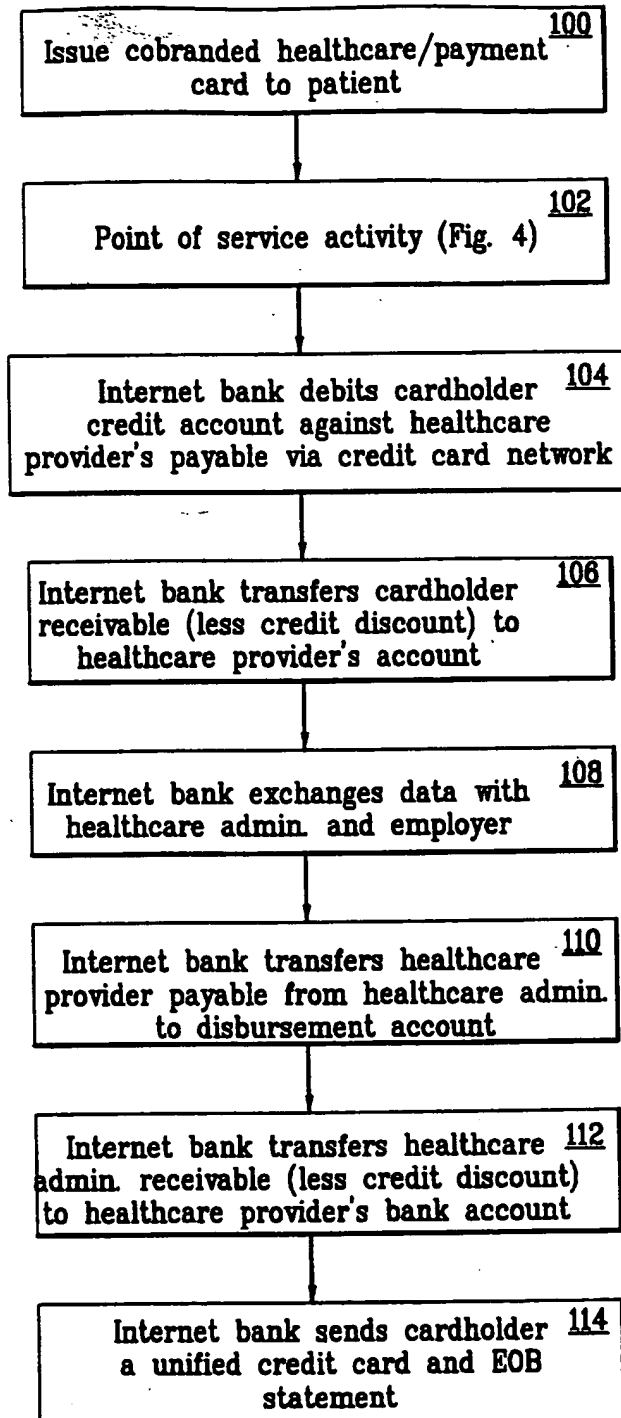 100
Issue cobranded healthcare/payment
card to patient
102
Point of service activity (Fig. 4)
104
Internet bank debits cardholder
credit account against healthcare
provider's payable via credit card network
106
Internet bank transfers cardholder
receivable (less credit discount) to
healthcare provider's account
108
Internet bank exchanges data with
healthcare admin. and employer
110
Internet bank transfers healthcare
provider payable from healthcare admin.
to disbursement account
112
Internet bank transfers healthcare
admin. receivable (less credit discount)
to healthcare provider's bank account
114
Internet bank sends cardholder
a unified credit card and EOB
statement